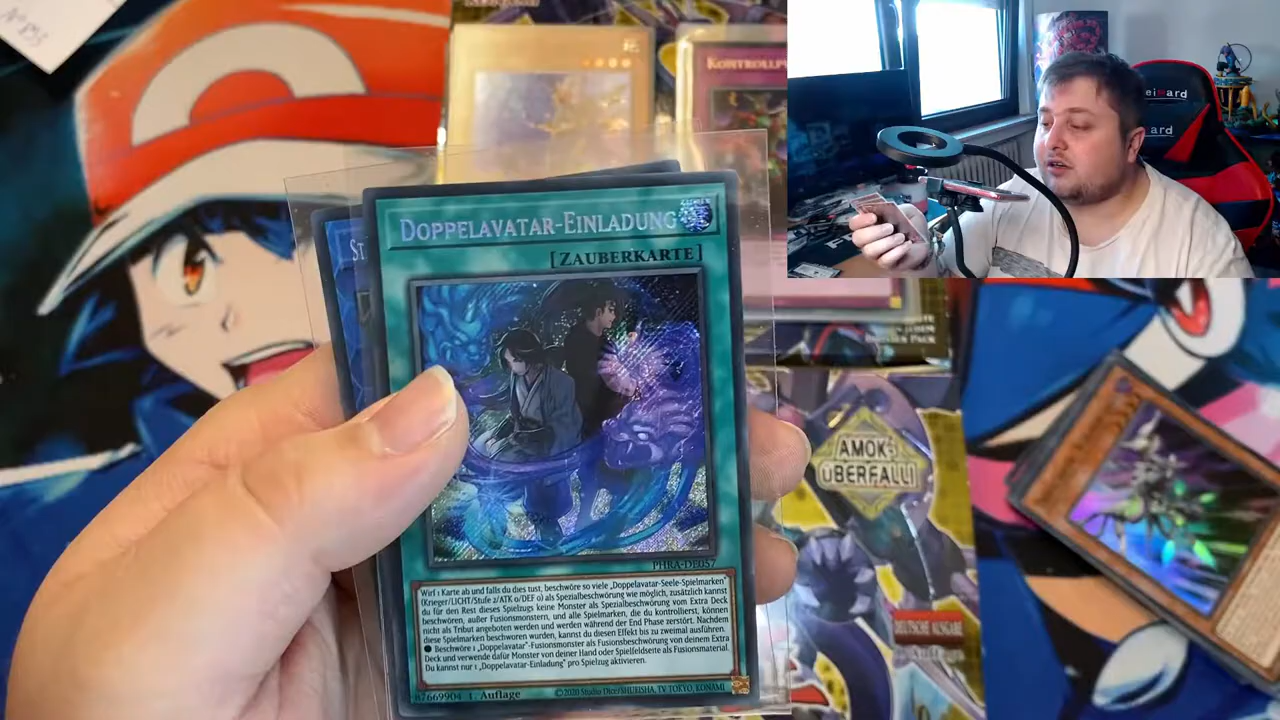 KONTROLLP
DOPPELAVATAR-EINLADUNG
[ZAUBERKARTE]
PHRA-DE057
Wirf 1 Karte ab und falls du dies tust, beschwöre so viele „Doppelavatar-Seele-Spielmarken“
(Krieger/LICHT/Stufe 2/ATK 0/DEF 0) als Spezialbeschwörung wie möglich, zusätzlich kannst
du für den Rest dieses Spielzugs keine Monster als Spezialbeschwörung vom Extra Deck
beschwören, außer Fusionsmonstern, und alle Spielmarken, die du kontrollierst, können
nicht als Tribut angeboten werden und werden während der End Phase zerstört. Nachdem
diese Spielmarken beschworen wurden, kannst du diesen Effekt bis zu zweimal ausführen.
● Beschwöre 1 „Doppelavatar“-Fusionsmonster als Fusionsbeschwörung von deinem Extra
Deck und verwende dafür Monster von deiner Hand oder Spielfeldseite als Fusionsmaterial.
Du kannst nur 1 „Doppelavatar-Einladung“ pro Spielzug aktivieren.
87669904 1. Auflage ©2020 Studio Dice/SHUEISHA, TV TOKYO, KONAMI
AMOK-
ÜBERFALL!
DEUTSCHE AUSGABE